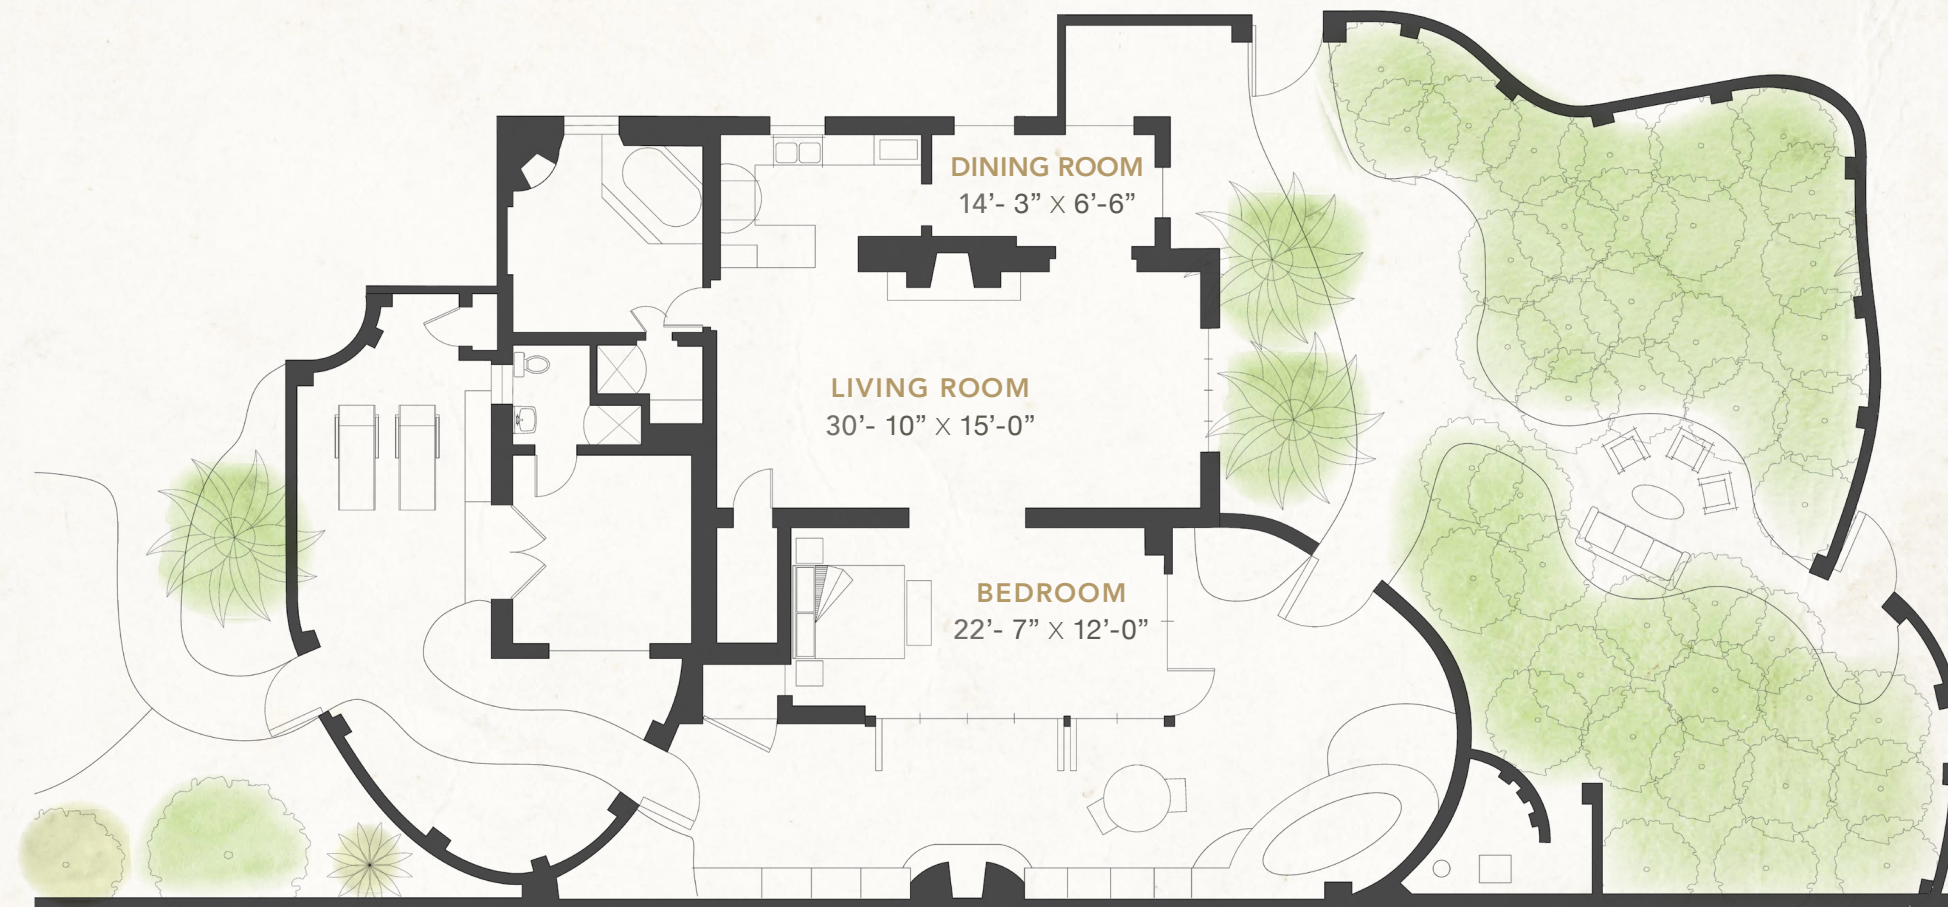 DINING ROOM
14’- 3” X 6’-6”
LIVING ROOM
30’- 10” X 15’-0”
BEDROOM
22’- 7” X 12’-0”